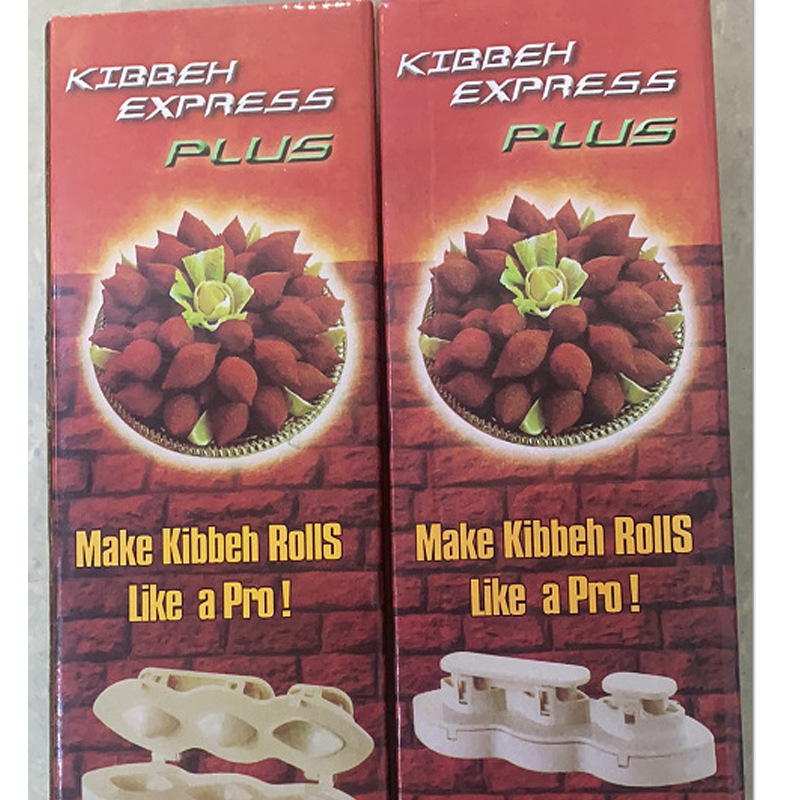 KIBBEH
EXPRESS
PLUS
Make Kibbeh RollS
Like a Pro !
KIBBEH
EXPRESS
PLUS
Make Kibbeh RollS
Like a Pro !